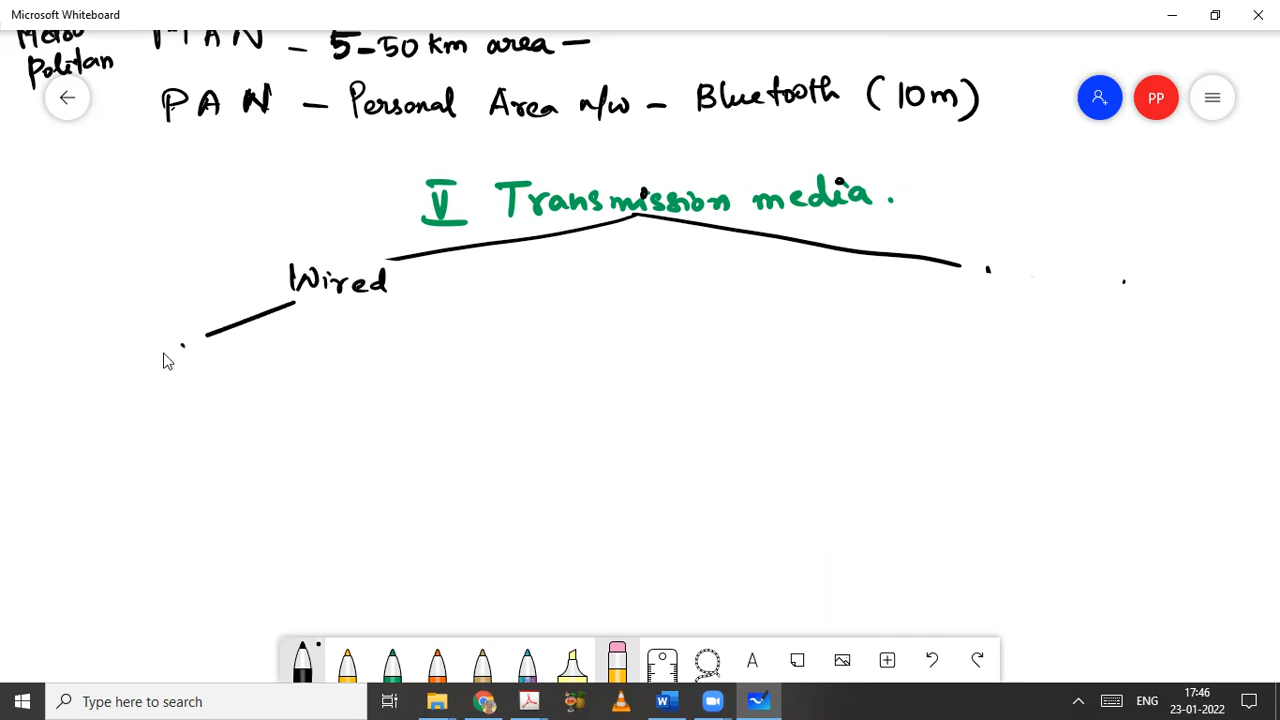 Microsoft Whiteboard
Metro
Politan
MAN - 5-50 km area -
PAN - Personal Area n/w - Bluetooth (10m)
PP
V Transmission media.
Wired
A
Type here to search
ENG
17:46
23-01-2022